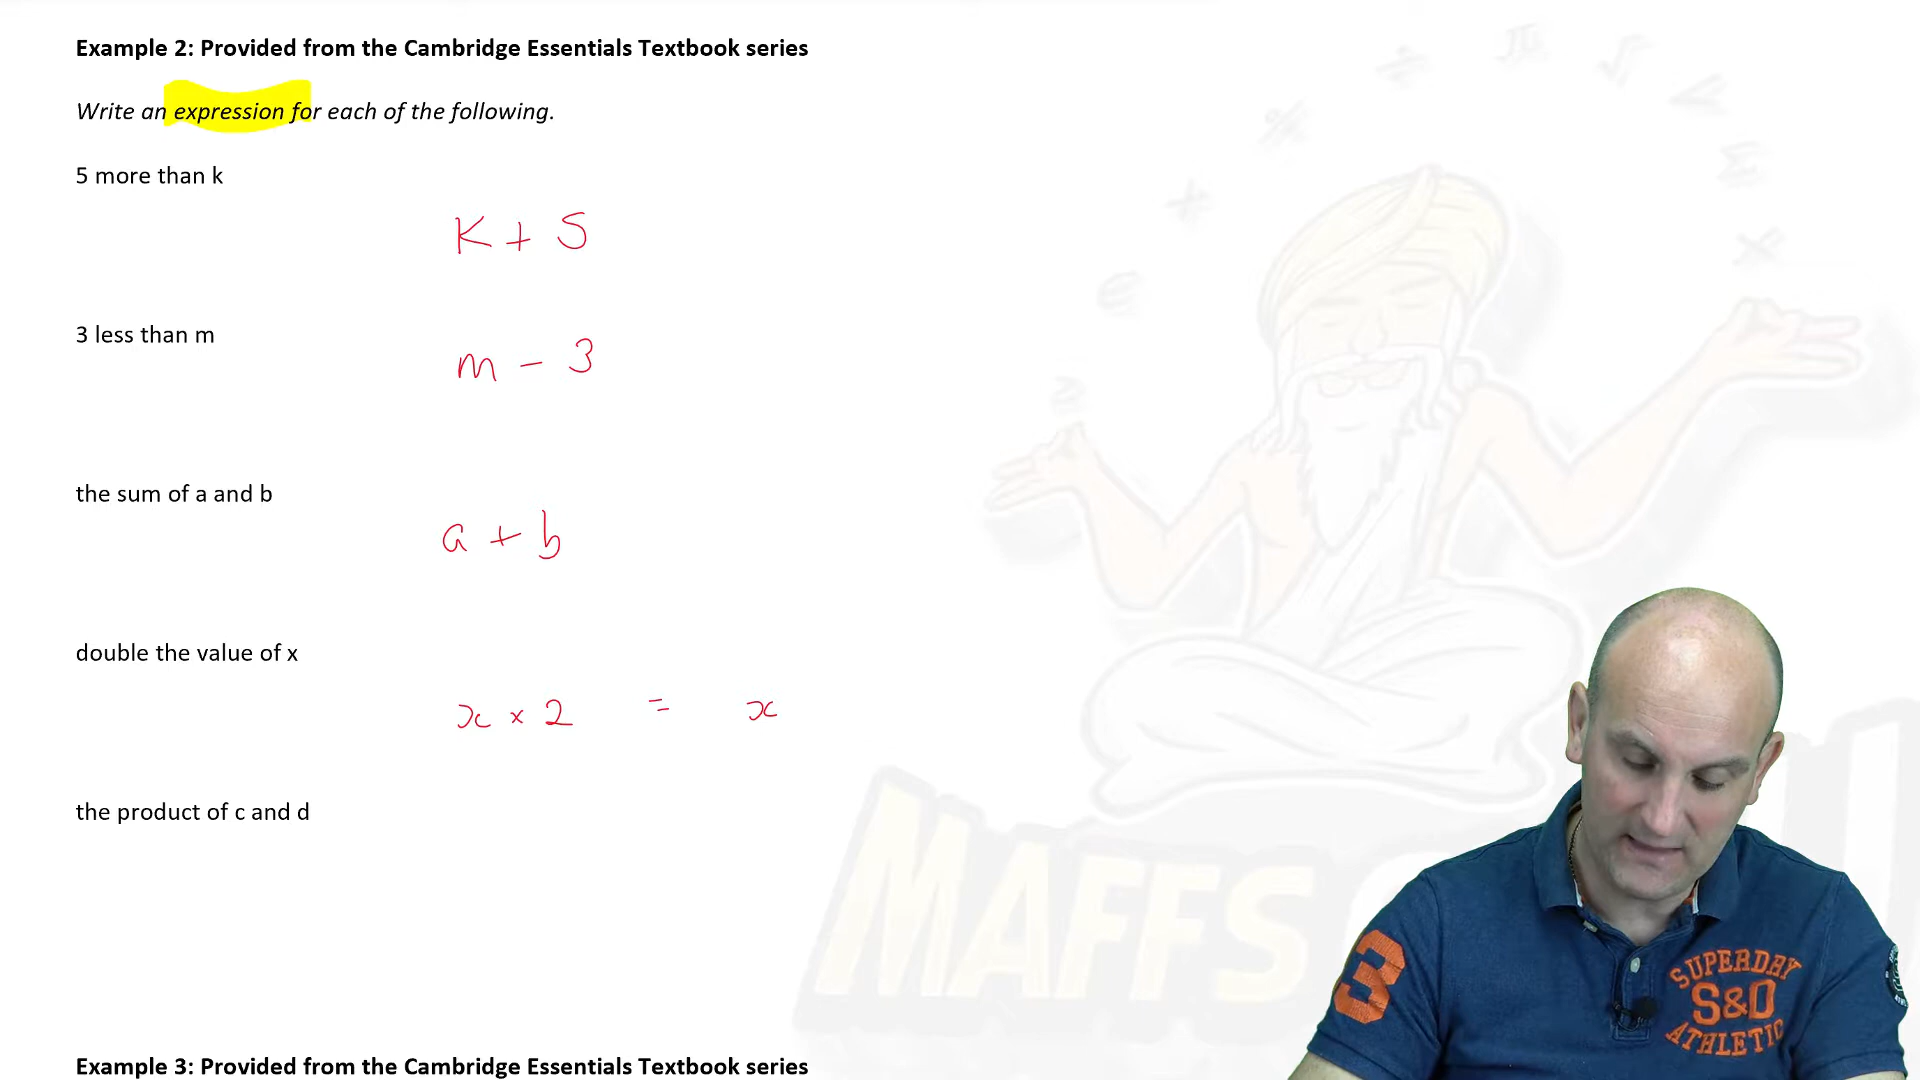 Example 2: Provided from the Cambridge Essentials Textbook series
Write an expression for each of the following.
5 more than k
K + 5
3 less than m
m - 3
the sum of a and b
a + b
double the value of x
x × 2 = x
the product of c and d
MAFFS
3
SUPERDRY
S&D
ATHLETIC
Example 3: Provided from the Cambridge Essentials Textbook series